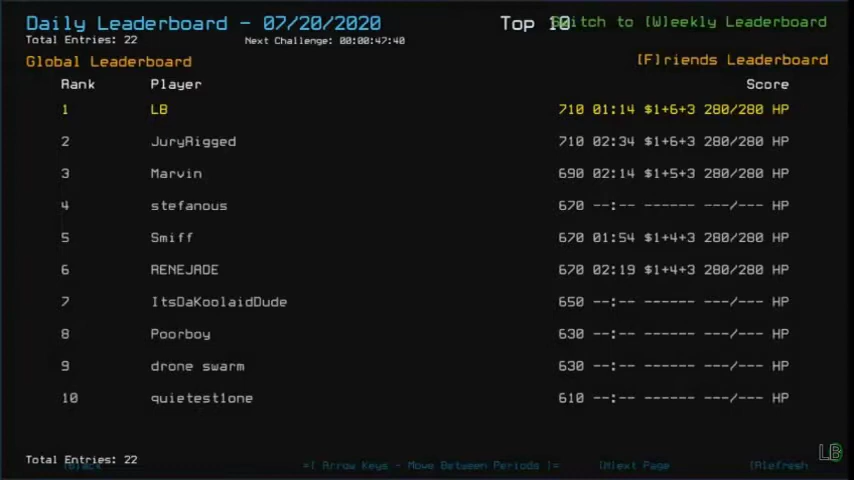 Daily Leaderboard - 07/20/2020 Top 10 Switch to [W]eekly Leaderboard
Total Entries: 22 Next Challenge: 00:00:47:40
Global Leaderboard [F]riends Leaderboard
Rank Player Score
1 LB 710 01:14 $1+6+3 280/280 HP
2 JuryRigged 710 02:34 $1+6+3 280/280 HP
3 Marvin 690 02:14 $1+5+3 280/280 HP
4 stefanous 670 --:-- ------ ---/--- HP
5 Smiff 670 01:54 $1+4+3 280/280 HP
6 RENEJADE 670 02:19 $1+4+3 280/280 HP
7 ItsDaKoolaidDude 650 --:-- ------ ---/--- HP
8 Poorboy 630 --:-- ------ ---/--- HP
9 drone swarm 630 --:-- ------ ---/--- HP
10 quietest1one 610 --:-- ------ ---/--- HP
LB
Total Entries: 22
[B]ack =[ Arrow Keys - Move Between Periods ]= [N]ext Page [R]efresh